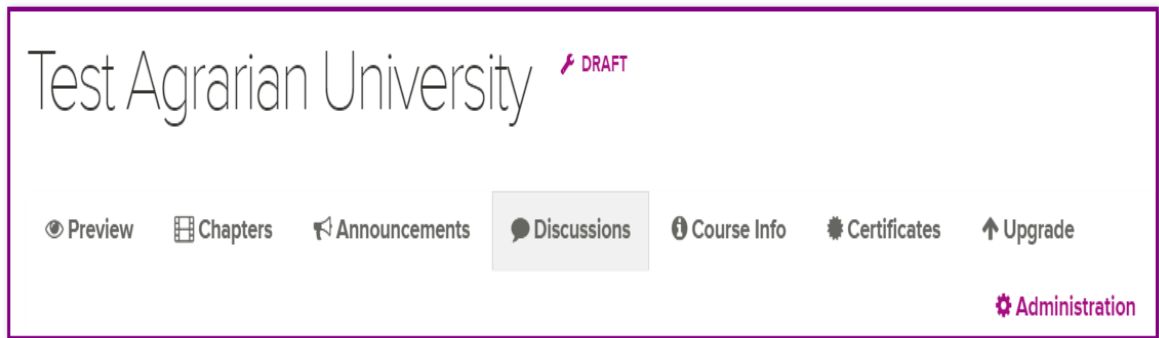 Test Agrarian University DRAFT
Preview Chapters Announcements Discussions Course Info Certificates Upgrade
Administration